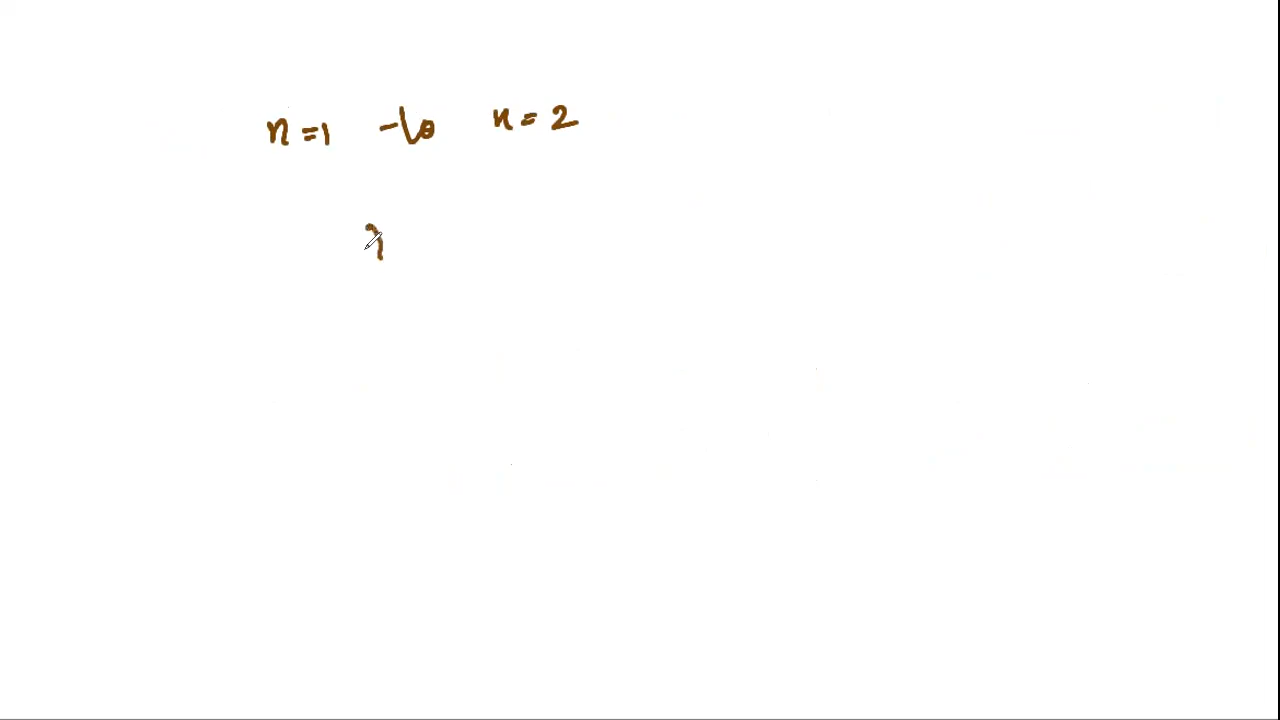 n = 1 to n = 2